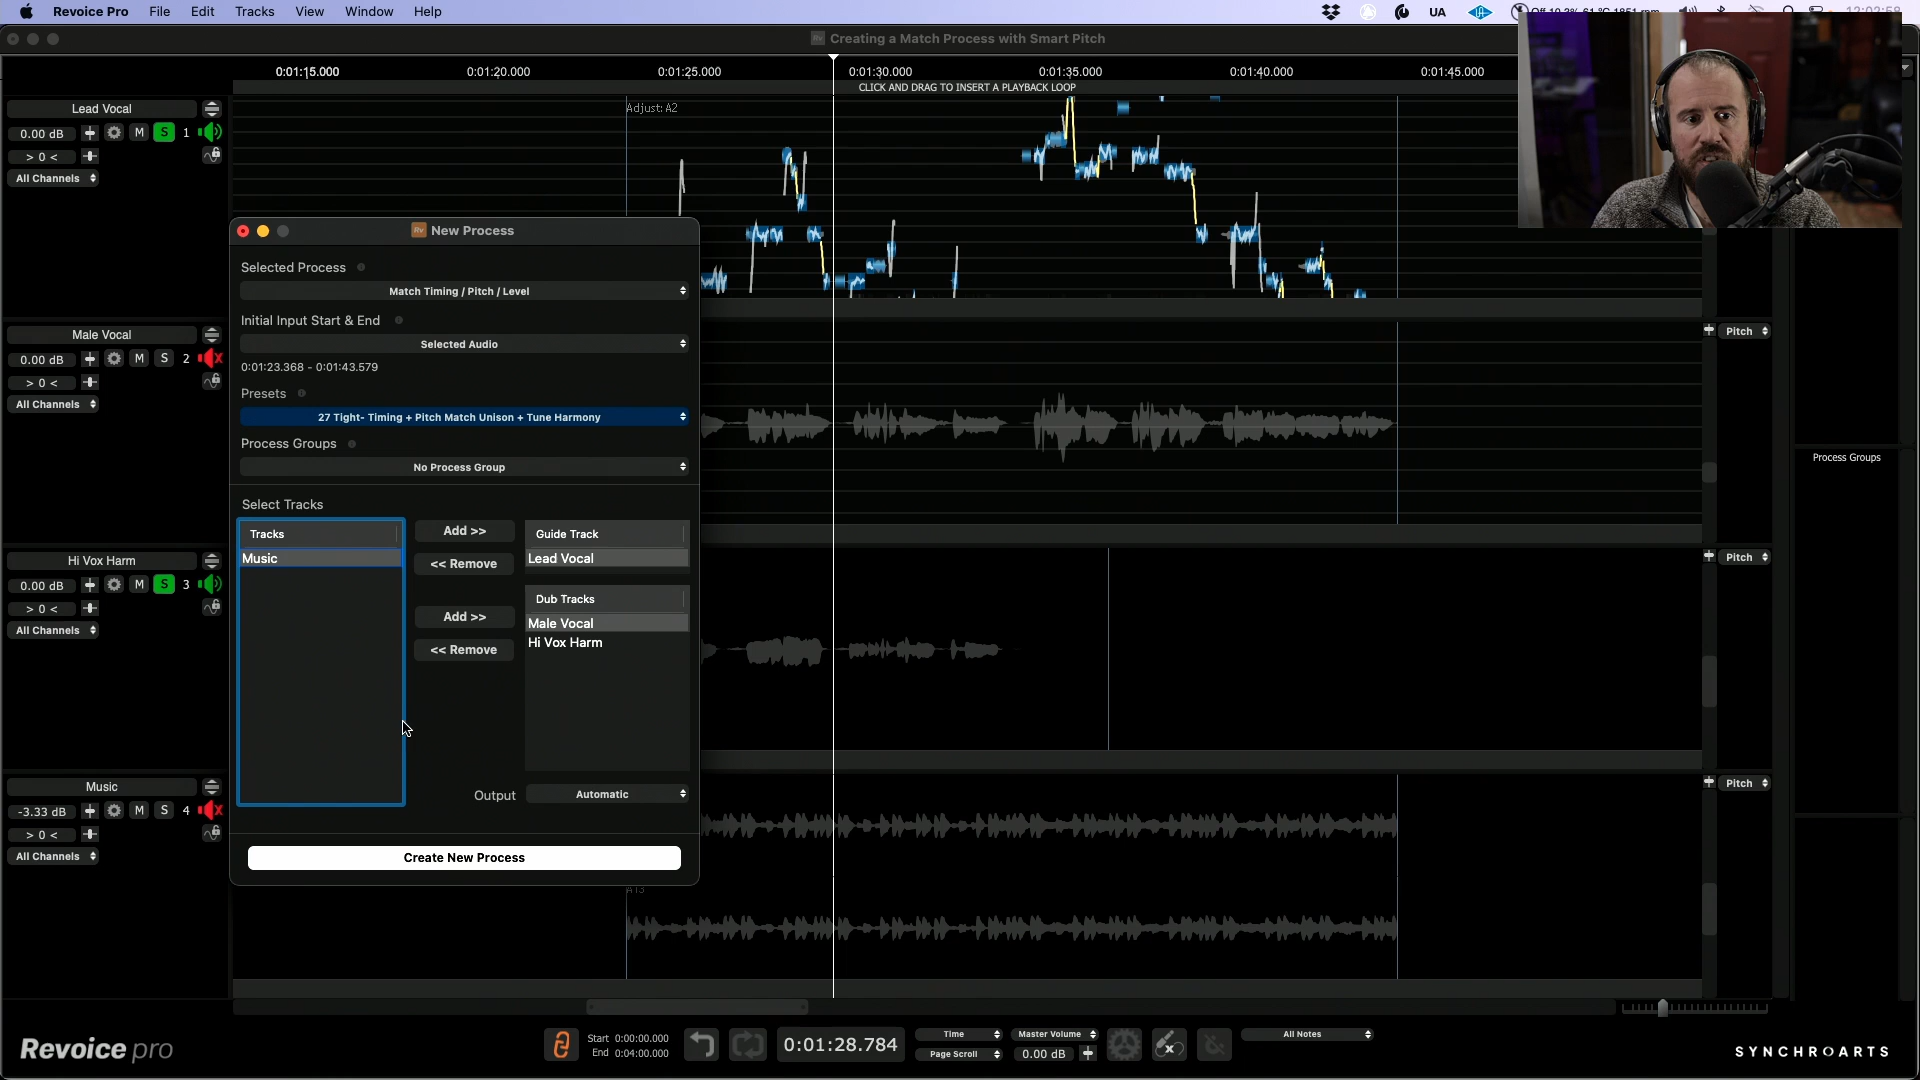 Revoice Pro File Edit Tracks View Window Help UA
Creating a Match Process with Smart Pitch
0:01:15.000 0:01:20.000 0:01:25.000 0:01:30.000 0:01:35.000 0:01:40.000 0:01:45.000
CLICK AND DRAG TO INSERT A PLAYBACK LOOP
Lead Vocal
Adjust: A2
0.00 dB M S 1
> 0 <
All Channels
New Process
Selected Process
Match Timing / Pitch / Level
Initial Input Start & End
Selected Audio
0:01:23.368 - 0:01:43.579
Presets
27 Tight- Timing + Pitch Match Unison + Tune Harmony
Process Groups
No Process Group
Select Tracks
Tracks
Music
Add >>
<< Remove
Guide Track
Lead Vocal
Add >>
<< Remove
Dub Tracks
Male Vocal
Hi Vox Harm
Output Automatic
Create New Process
Male Vocal
0.00 dB M S 2
> 0 <
All Channels
Pitch
Process Groups
Hi Vox Harm
0.00 dB M S 3
> 0 <
All Channels
Pitch
Music
-3.33 dB M S 4
> 0 <
All Channels
Pitch
Revoice pro
Start 0:00:00.000
End 0:04:00.000
0:01:28.784
Time
Page Scroll
Master Volume
0.00 dB
All Notes
SYNCHROARTS